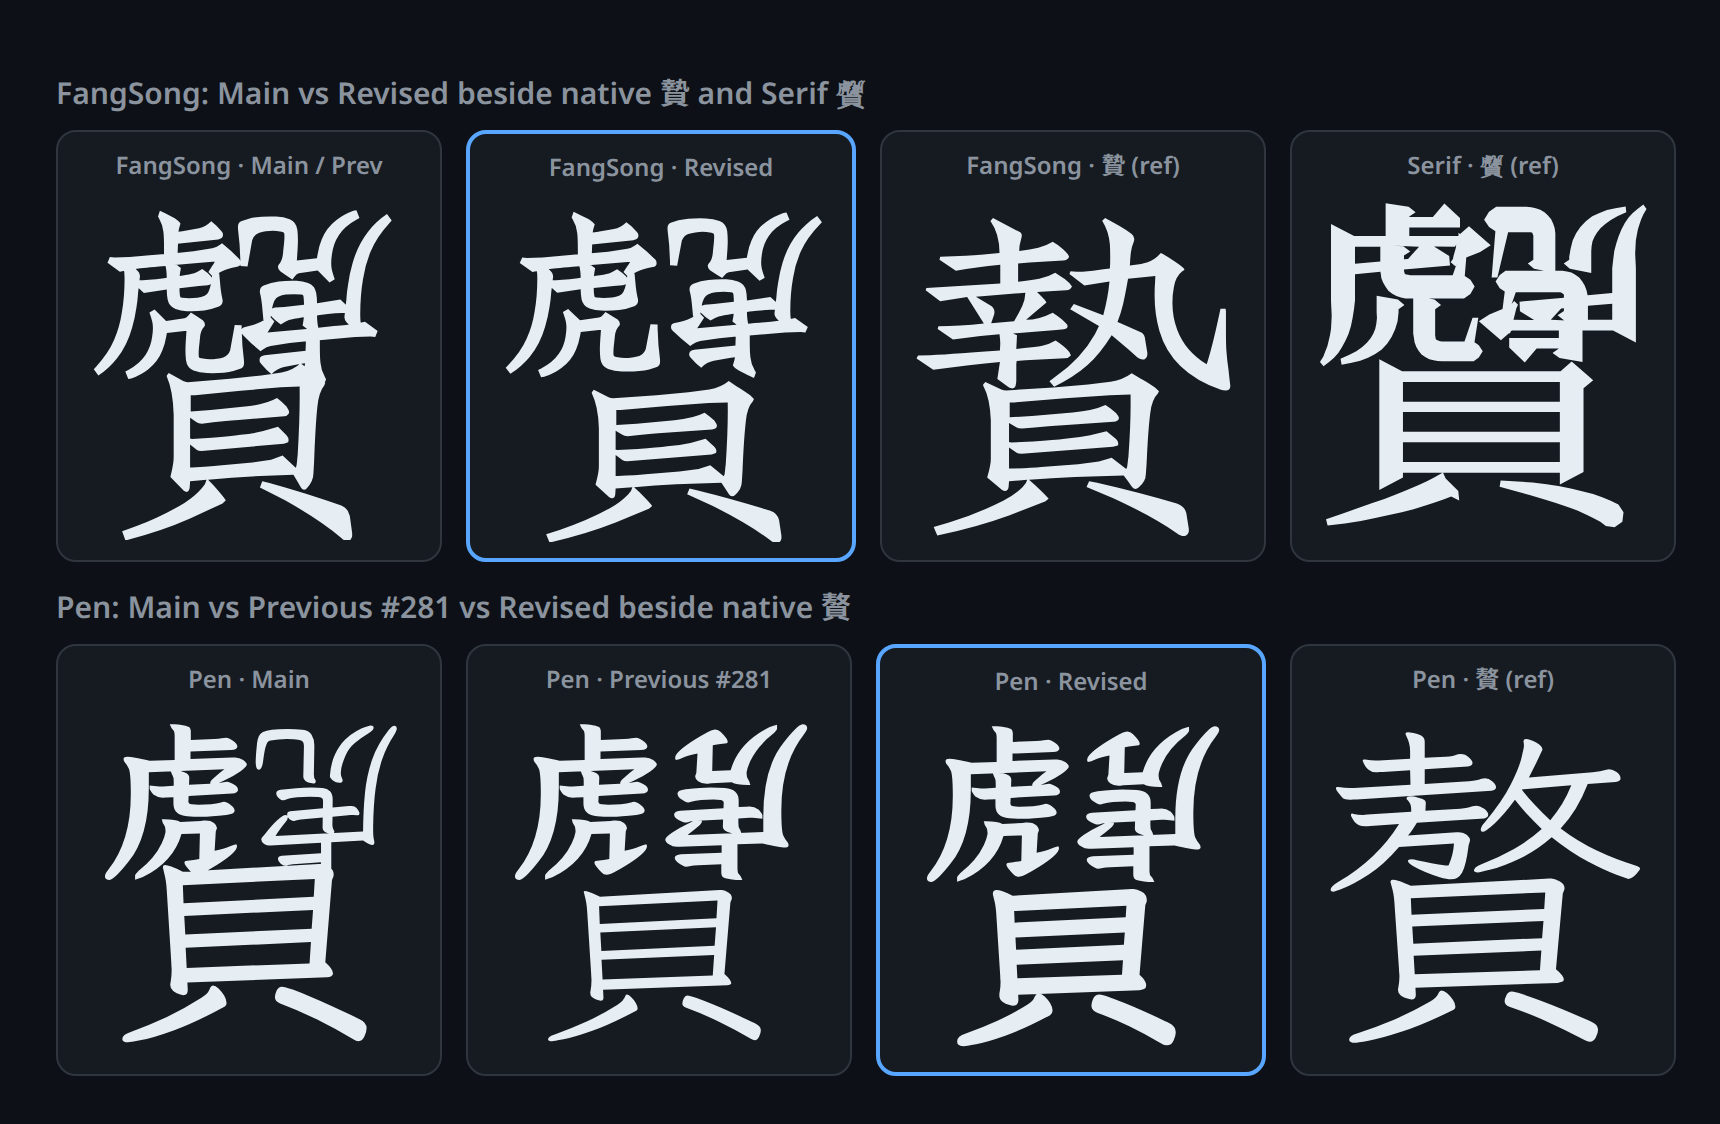 FangSong: Main vs Revised beside native 贄 and Serif
FangSong · Main / Prev
FangSong · Revised
FangSong · 贄 (ref)
贄
Serif · (ref)
Pen: Main vs Previous #281 vs Revised beside native 贅
Pen · Main
Pen · Previous #281
Pen · Revised
Pen · 贅 (ref)
贅